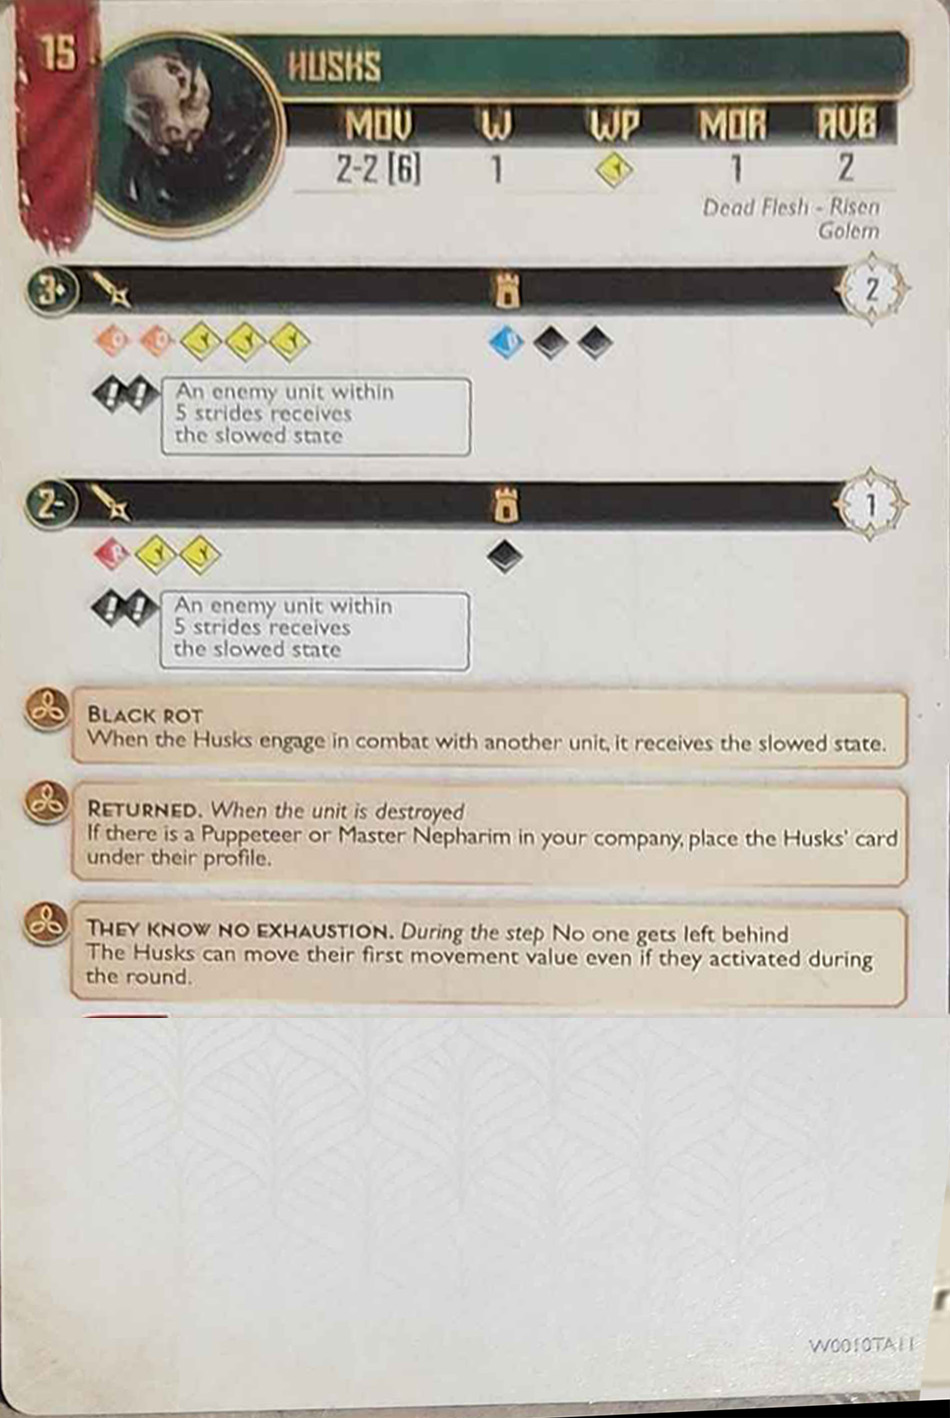 15
HUSKS
MOV W WP MOR AVB
2-2 [6] 1 Y 1 2
Dead Flesh - Risen
Golem
3+ 2
O O Y Y Y B
An enemy unit within
5 strides receives
the slowed state
2- 1
R Y Y
An enemy unit within
5 strides receives
the slowed state
BLACK ROT
When the Husks engage in combat with another unit, it receives the slowed state.
RETURNED. When the unit is destroyed
If there is a Puppeteer or Master Nepharim in your company, place the Husks' card
under their profile.
THEY KNOW NO EXHAUSTION. During the step No one gets left behind
The Husks can move their first movement value even if they activated during
the round.
W0010TA11